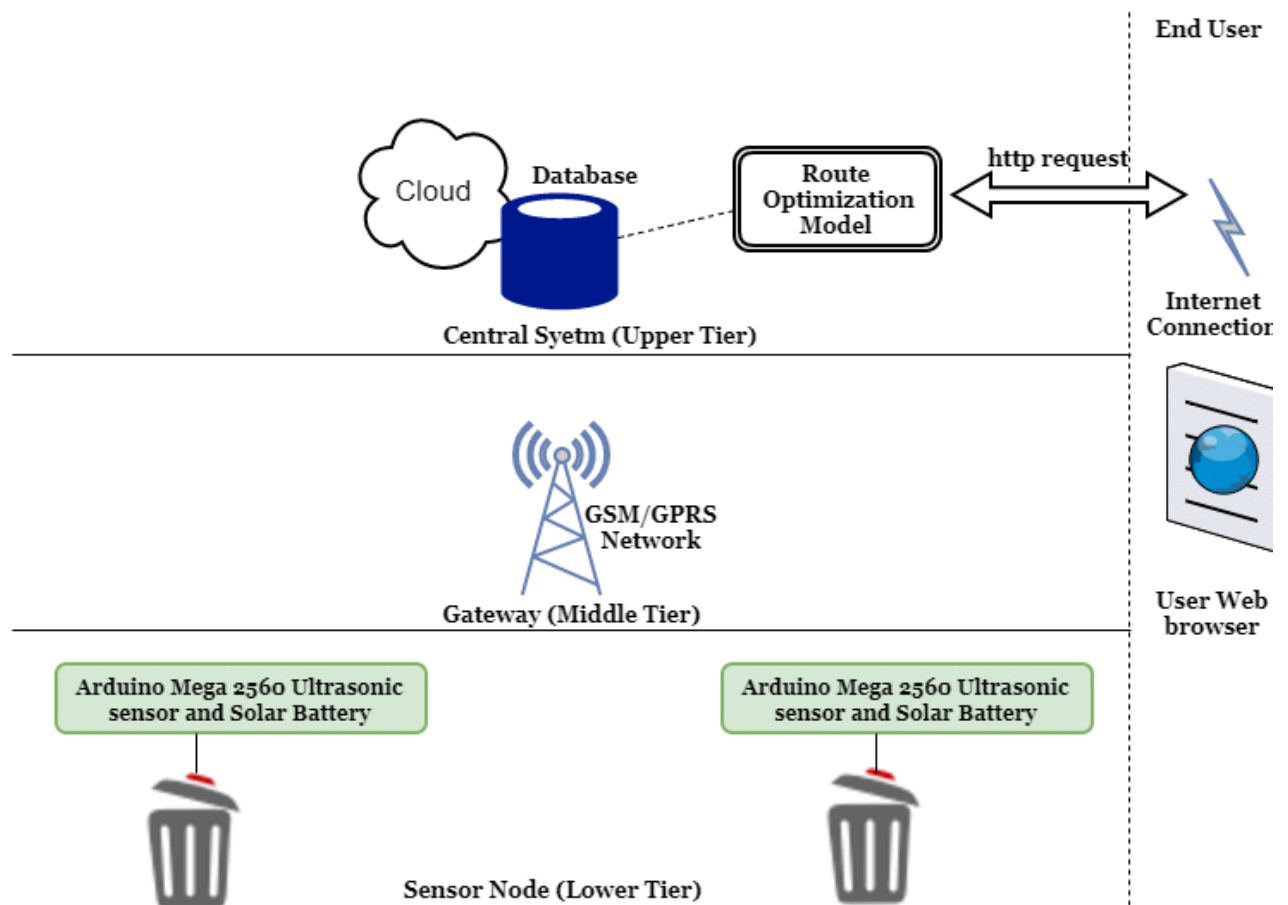 End User
Cloud
Database
Route
Optimization
Model
http request
Internet
Connection
Central Syetm (Upper Tier)
GSM/GPRS
Network
Gateway (Middle Tier)
User Web
browser
Arduino Mega 2560 Ultrasonic
sensor and Solar Battery
Arduino Mega 2560 Ultrasonic
sensor and Solar Battery
Sensor Node (Lower Tier)